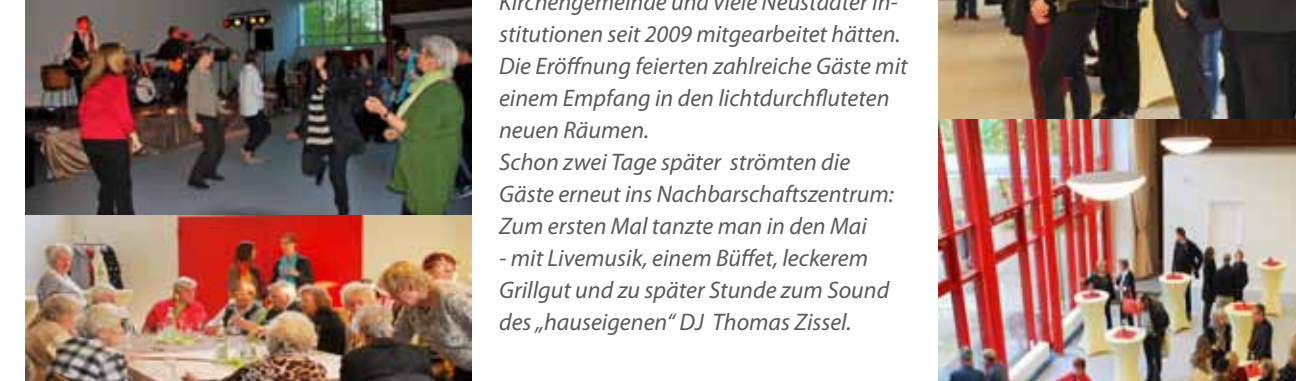 Kirchengemeinde und viele Neustädter In-
stitutionen seit 2009 mitgearbeitet hätten.
Die Eröffnung feierten zahlreiche Gäste mit
einem Empfang in den lichtdurchfluteten
neuen Räumen.
Schon zwei Tage später  strömten die
Gäste erneut ins Nachbarschaftszentrum:
Zum ersten Mal tanzte man in den Mai
- mit Livemusik, einem Büffet, leckerem
Grillgut und zu später Stunde zum Sound
des „hauseigenen“ DJ  Thomas Zissel.